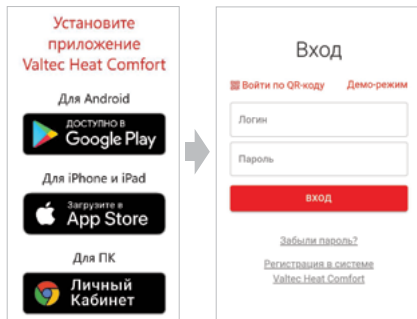 Установите
приложение
Valtec Heat Comfort
Для Android
ДОСТУПНО В
Google Play
Для iPhone и iPad
Загрузите в
App Store
Для ПК
Личный
Кабинет
Вход
Войти по QR-коду Демо-режим
Логин
Пароль
ВХОД
Забыли пароль?
Регистрация в системе
Valtec Heat Comfort